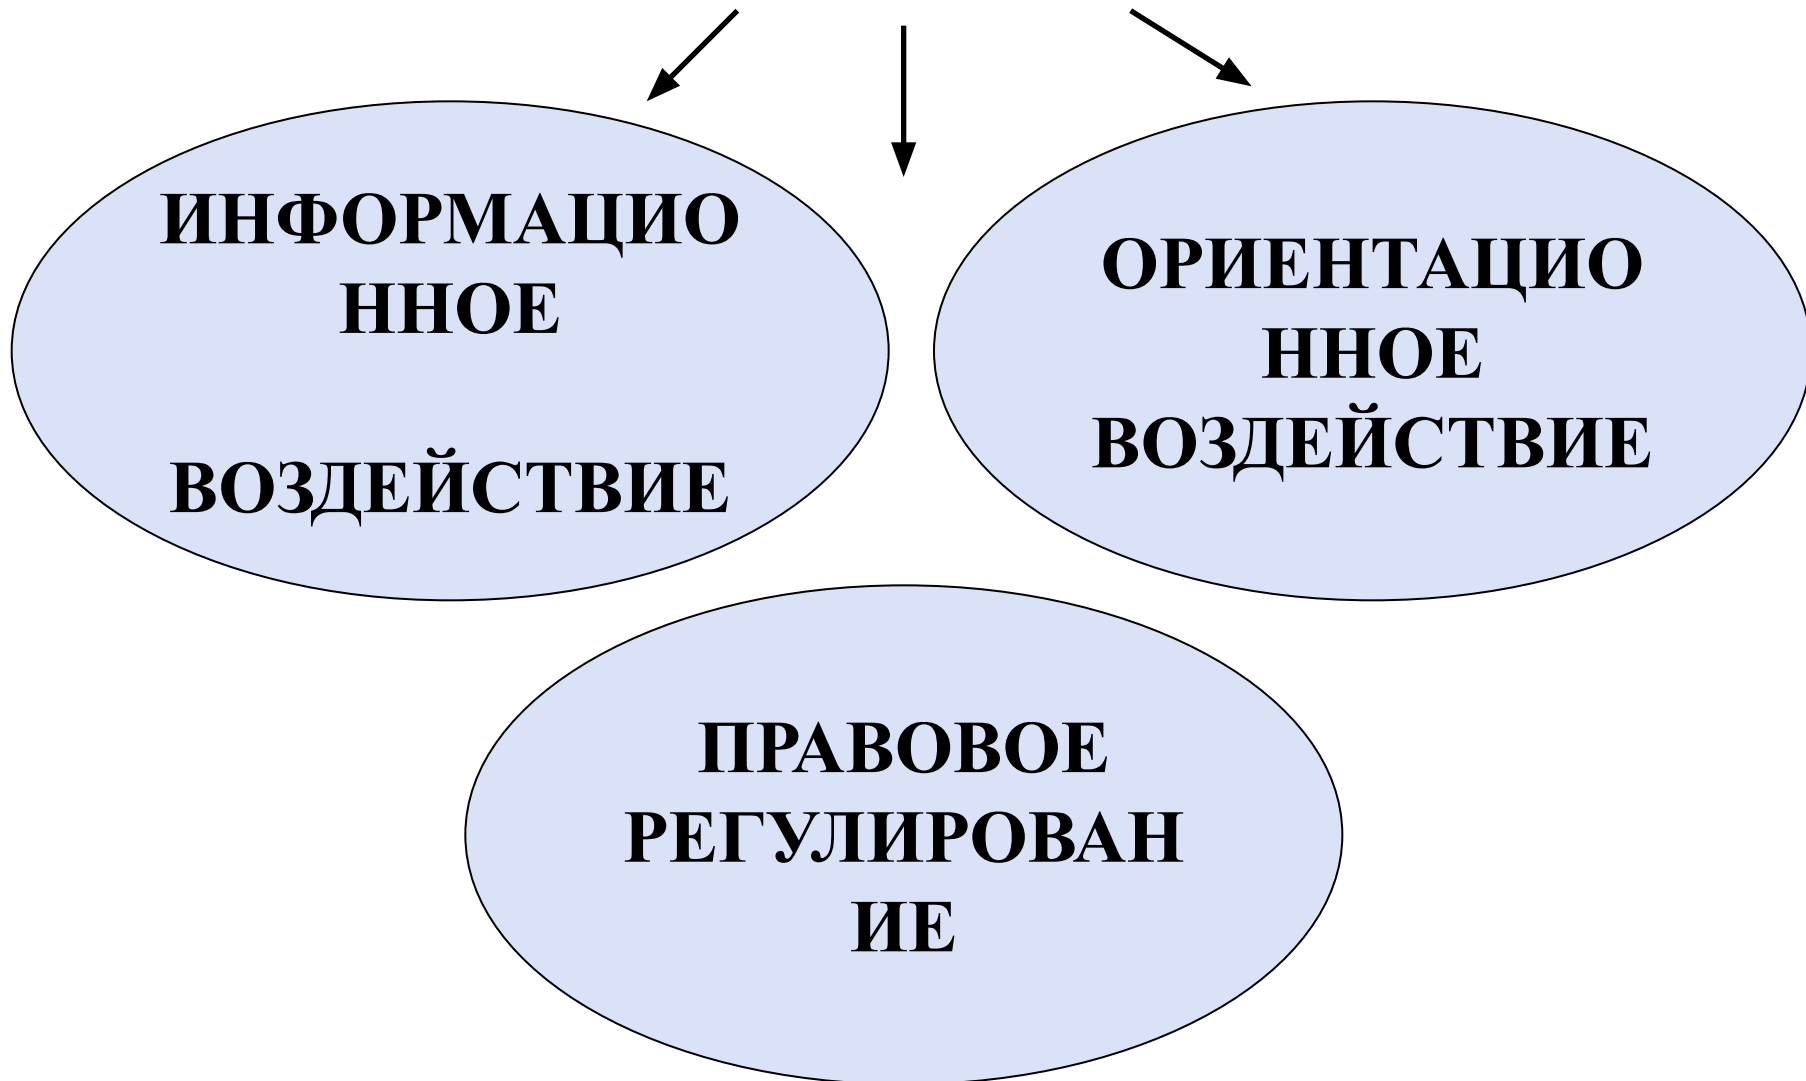 ИНФОРМАЦИО
ННОЕ
ВОЗДЕЙСТВИЕ
ОРИЕНТАЦИО
ННОЕ
ВОЗДЕЙСТВИЕ
ПРАВОВОЕ
РЕГУЛИРОВАН
ИЕ